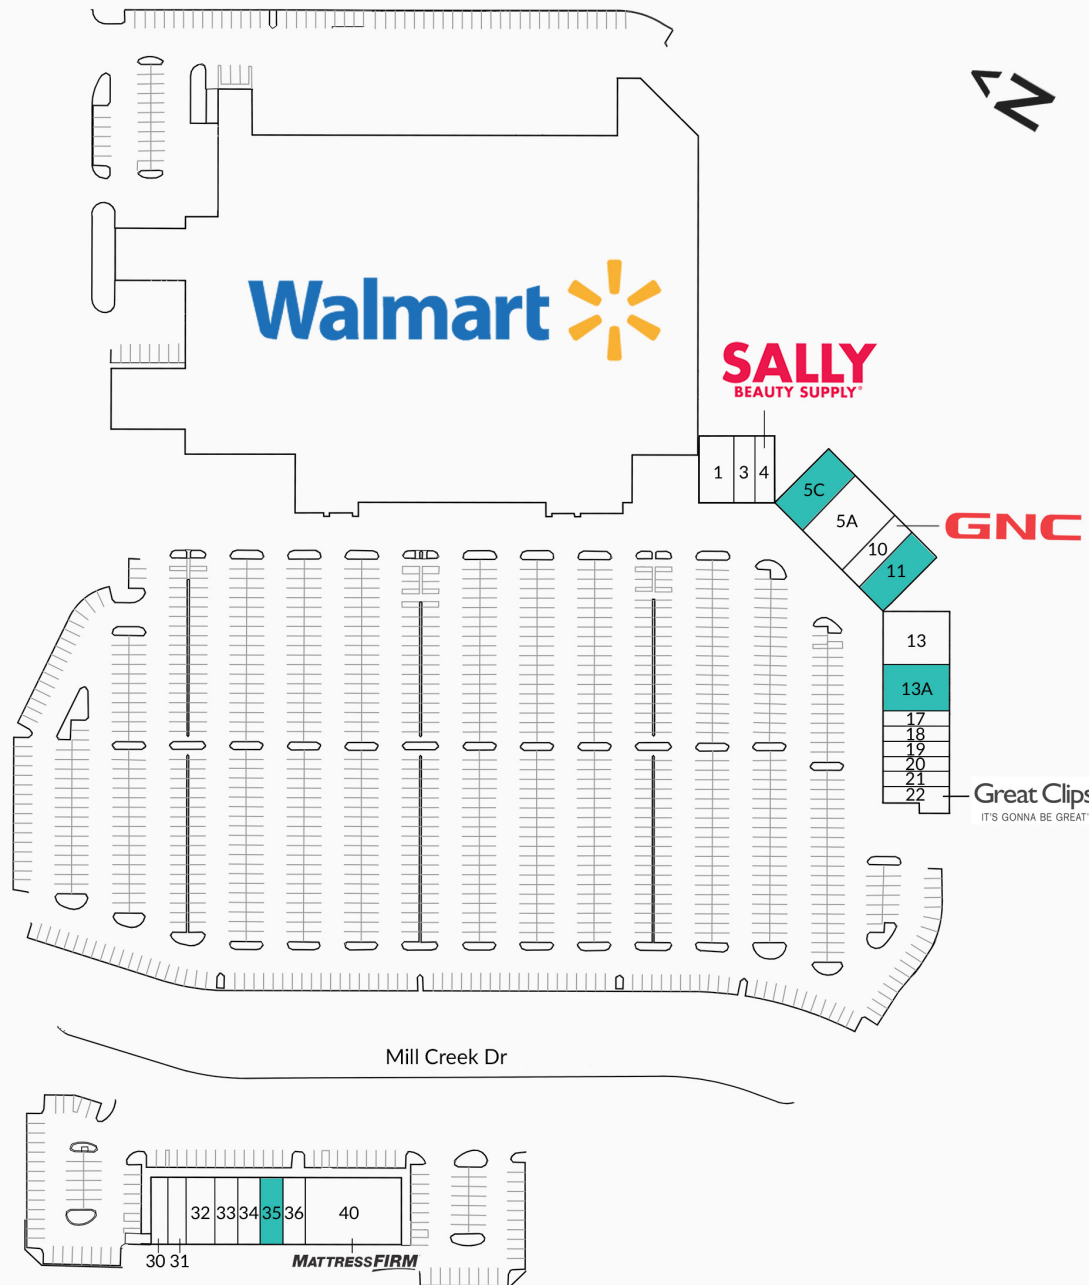 N
Walmart
SALLY
BEAUTY SUPPLY
1
3
4
5C
5A
GNC
10
11
13
13A
17
18
19
20
21
22
Great Clips
IT'S GONNA BE GREAT
Mill Creek Dr
32
33
34
35
36
40
30
31
MATTRESSFIRM